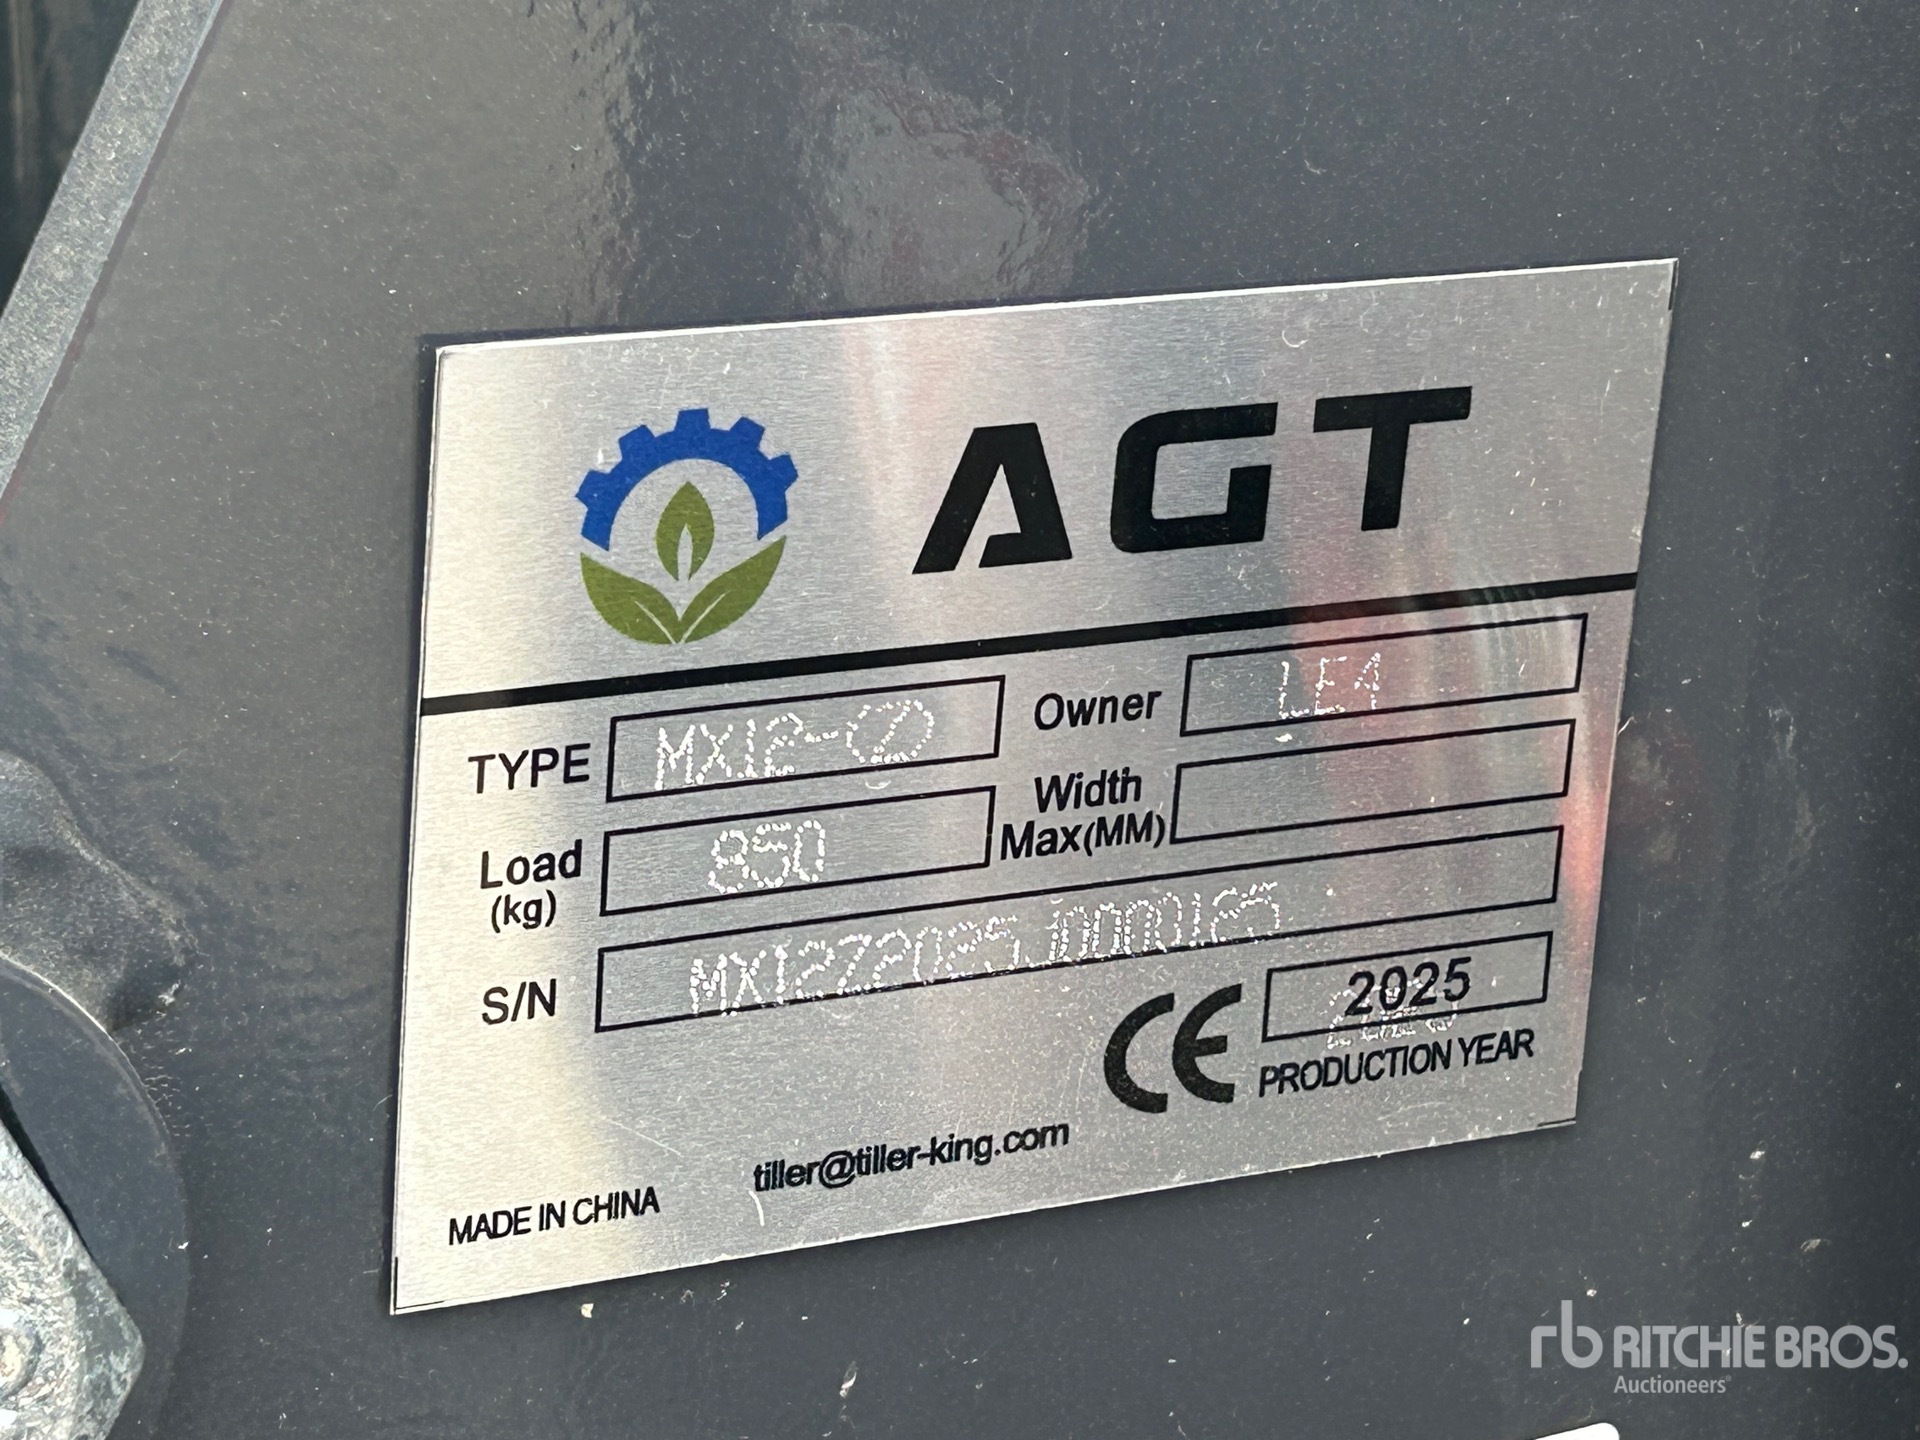 AGT
TYPE MX12-(Z) Owner LE4
Load (kg) 850 Width Max(MM)
S/N
CE 2025
PRODUCTION YEAR
tiller@tiller-king.com
MADE IN CHINA
rb RITCHIE BROS.
Auctioneers